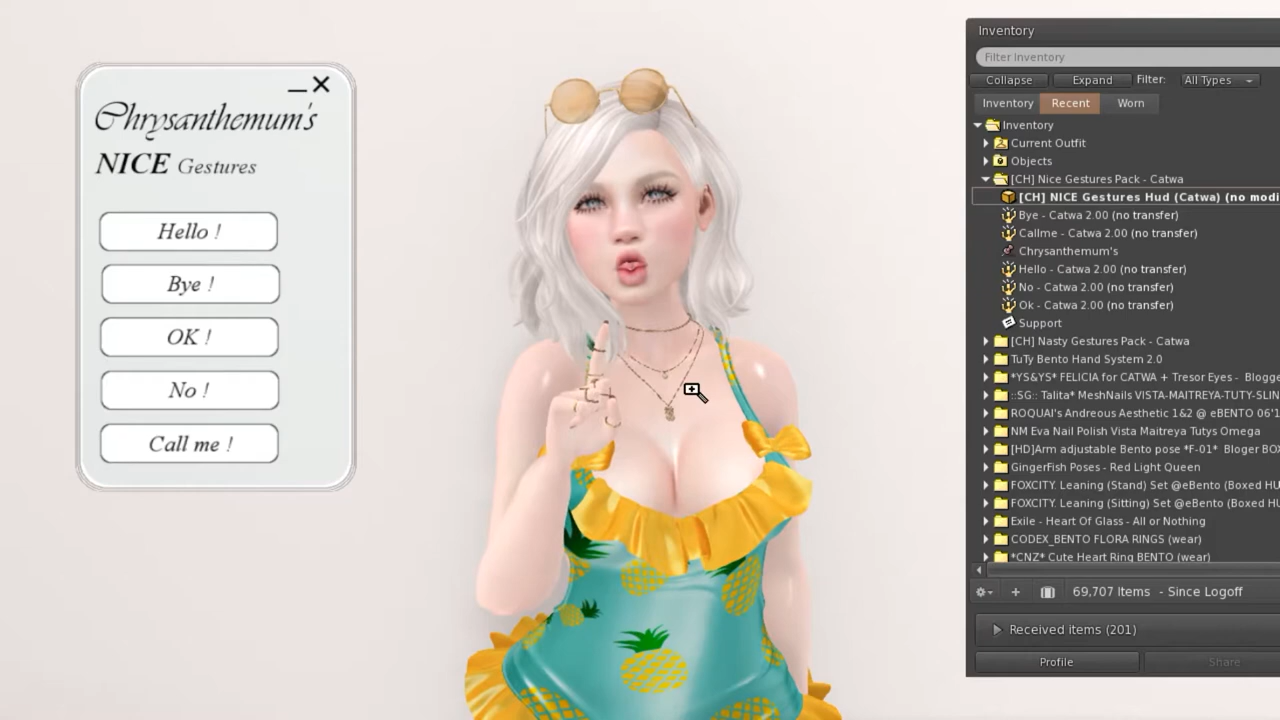 Chrysanthemum's
NICE Gestures
Hello !
Bye !
OK !
No !
Call me !
Inventory
Filter Inventory
Collapse Expand Filter: All Types
Inventory Recent Worn
Inventory
Current Outfit
Objects
[CH] Nice Gestures Pack - Catwa
[CH] NICE Gestures Hud (Catwa) (no modi
Bye - Catwa 2.00 (no transfer)
Callme - Catwa 2.00 (no transfer)
Chrysanthemum's
Hello - Catwa 2.00 (no transfer)
No - Catwa 2.00 (no transfer)
Ok - Catwa 2.00 (no transfer)
Support
[CH] Nasty Gestures Pack - Catwa
TuTy Bento Hand System 2.0
*YS&YS* FELICIA for CATWA + Tresor Eyes - Blogge
::SG:: Talita* MeshNails VISTA-MAITREYA-TUTY-SLIN
ROQUAI's Andreous Aesthetic 1&2 @ eBENTO 06'1
NM Eva Nail Polish Vista Maitreya Tutys Omega
[HD]Arm adjustable Bento pose *F-01* Bloger BOX
GingerFish Poses - Red Light Queen
FOXCITY. Leaning (Stand) Set @eBento (Boxed HU
FOXCITY. Leaning (Sitting) Set @eBento (Boxed HU
Exile - Heart Of Glass - All or Nothing
CODEX_BENTO FLORA RINGS (wear)
*CNZ* Cute Heart Ring BENTO (wear)
69,707 Items - Since Logoff
Received items (201)
Profile Share